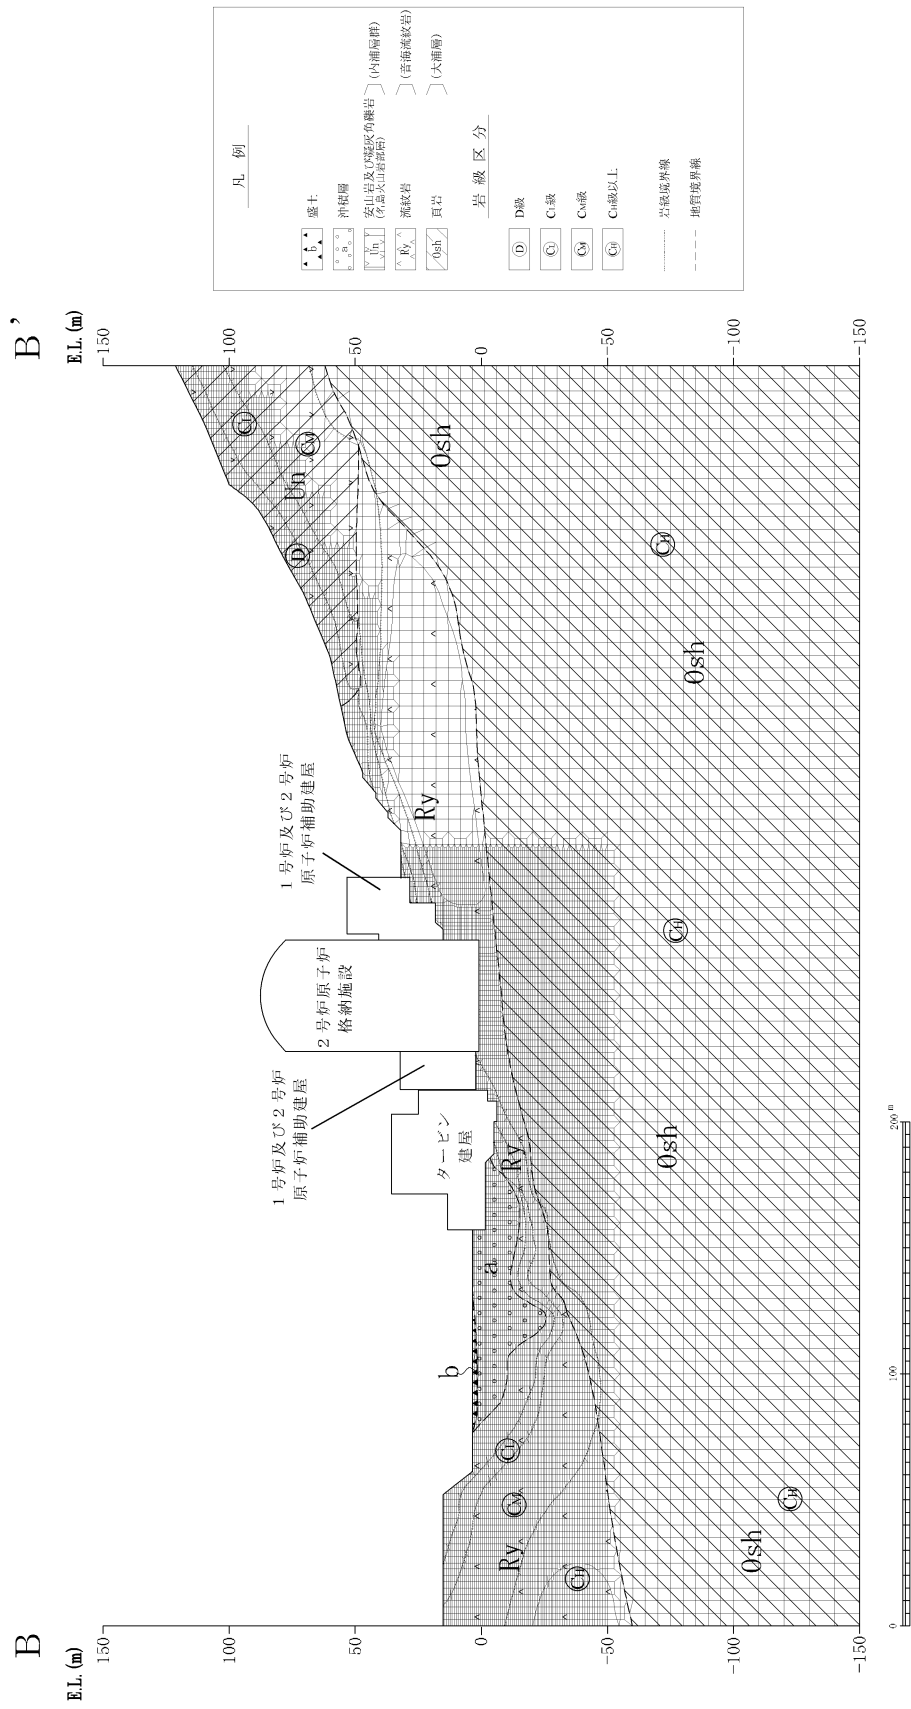 B
B'
E.L.(m)
150
100
50
0
-50
-100
-150
E.L.(m)
150
100
50
0
-50
-100
-150
1号炉及び2号炉
原子炉補助建屋
2号炉原子炉
格納施設
1号炉及び2号炉
原子炉補助建屋
タービン
建屋
b
a
Ry
Ry
Ry
Un
D
CL
CM
CL
CM
CH
CH
CH
CH
Osh
Osh
Osh
Osh
0
100
200 m
凡例
b 盛土
a 沖積層
Un 安山岩及び凝灰角礫岩 (内浦層群)
(名島火山岩部層)
Ry 流紋岩 (音海流紋岩)
Osh 頁岩 (大浦層)
岩級区分
D D級
CL CL級
CM CM級
CH CH級以上
岩級境界線
地質境界線